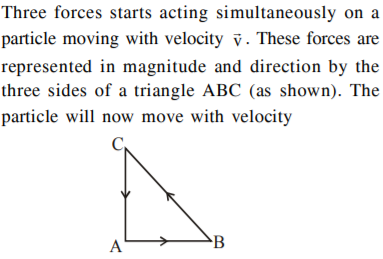 Three forces starts acting simultaneously on a
particle moving with velocity v⃗. These forces are
represented in magnitude and direction by the
three sides of a triangle ABC (as shown). The
particle will now move with velocity
C
A
B